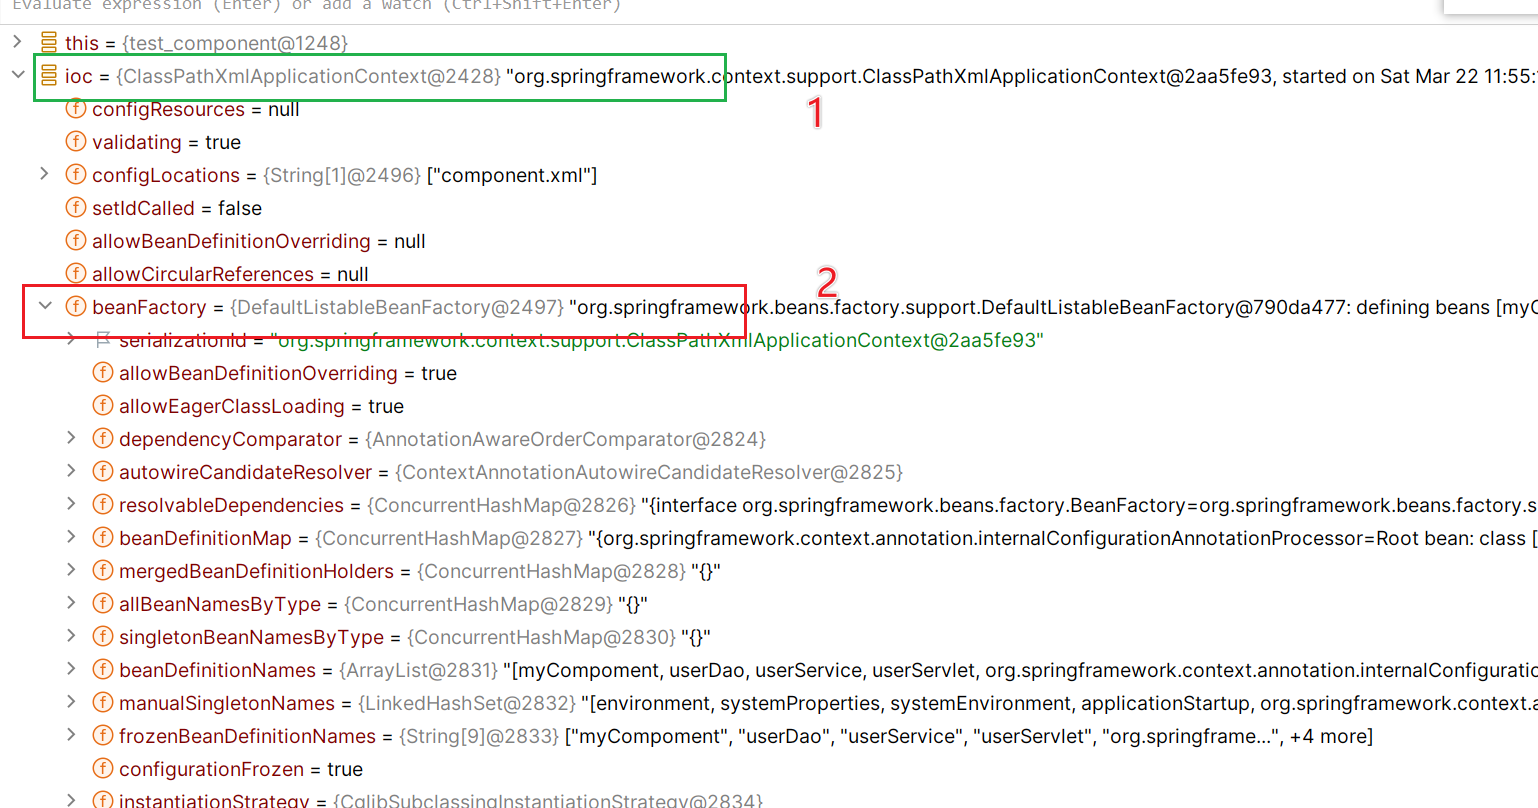 Evaluate expression (Enter) or add a watch (Ctrl+Shift+Enter)
this = {test_component@1248}
ioc = {ClassPathXmlApplicationContext@2428} "org.springframework.context.support.ClassPathXmlApplicationContext@2aa5fe93, started on Sat Mar 22 11:55:
1
configResources = null
validating = true
configLocations = {String[1]@2496} ["component.xml"]
setIdCalled = false
allowBeanDefinitionOverriding = null
allowCircularReferences = null
2
beanFactory = {DefaultListableBeanFactory@2497} "org.springframework.beans.factory.support.DefaultListableBeanFactory@790da477: defining beans [myC
serializationId = "org.springframework.context.support.ClassPathXmlApplicationContext@2aa5fe93"
allowBeanDefinitionOverriding = true
allowEagerClassLoading = true
dependencyComparator = {AnnotationAwareOrderComparator@2824}
autowireCandidateResolver = {ContextAnnotationAutowireCandidateResolver@2825}
resolvableDependencies = {ConcurrentHashMap@2826} "{interface org.springframework.beans.factory.BeanFactory=org.springframework.beans.factory.s
beanDefinitionMap = {ConcurrentHashMap@2827} "{org.springframework.context.annotation.internalConfigurationAnnotationProcessor=Root bean: class [
mergedBeanDefinitionHolders = {ConcurrentHashMap@2828} "{}"
allBeanNamesByType = {ConcurrentHashMap@2829} "{}"
singletonBeanNamesByType = {ConcurrentHashMap@2830} "{}"
beanDefinitionNames = {ArrayList@2831} "[myCompoment, userDao, userService, userServlet, org.springframework.context.annotation.internalConfiguratio
manualSingletonNames = {LinkedHashSet@2832} "[environment, systemProperties, systemEnvironment, applicationStartup, org.springframework.context.a
frozenBeanDefinitionNames = {String[9]@2833} ["myCompoment", "userDao", "userService", "userServlet", "org.springframe...", +4 more]
configurationFrozen = true
instantiationStrategy = {CglibSubclassingInstantiationStrategy@2834}